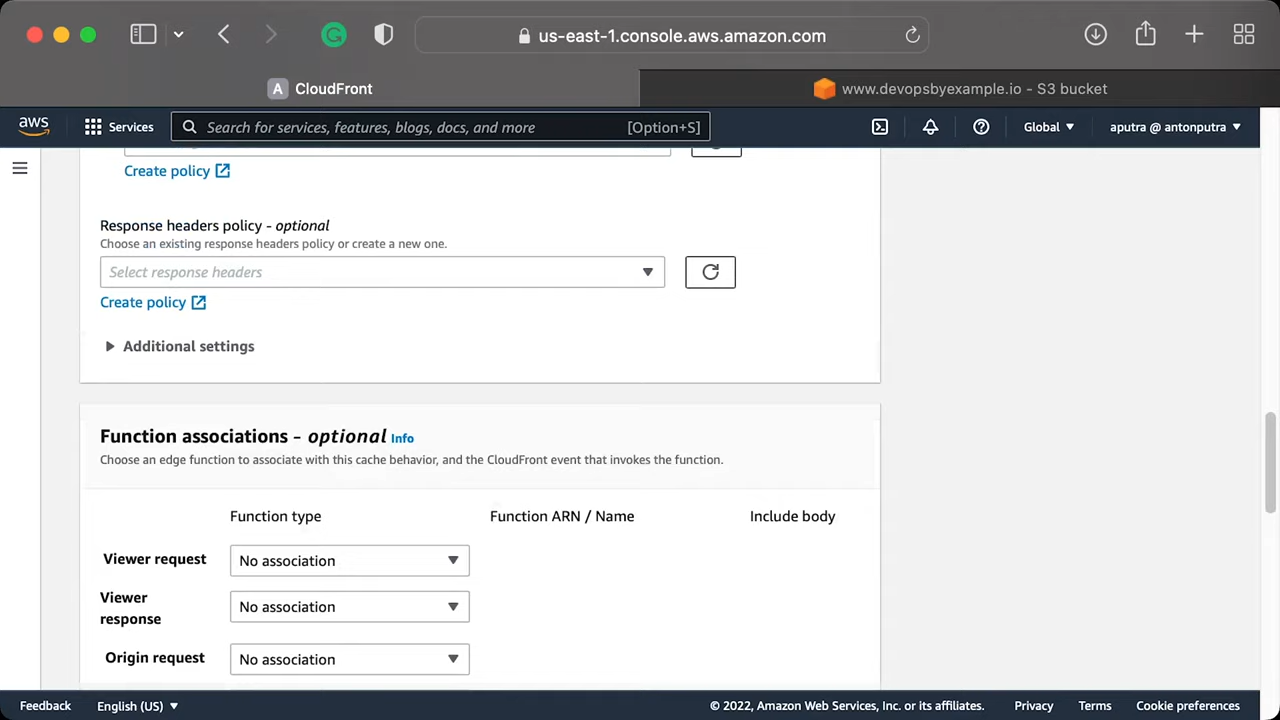 us-east-1.console.aws.amazon.com
A CloudFront
www.devopsbyexample.io - S3 bucket
aws Services Search for services, features, blogs, docs, and more [Option+S] Global aputra @ antonputra
Create policy
Response headers policy - optional
Choose an existing response headers policy or create a new one.
Select response headers
Create policy
Additional settings
Function associations - optional Info
Choose an edge function to associate with this cache behavior, and the CloudFront event that invokes the function.
Function type Function ARN / Name Include body
Viewer request No association
Viewer
response No association
Origin request No association
Feedback English (US) © 2022, Amazon Web Services, Inc. or its affiliates. Privacy Terms Cookie preferences